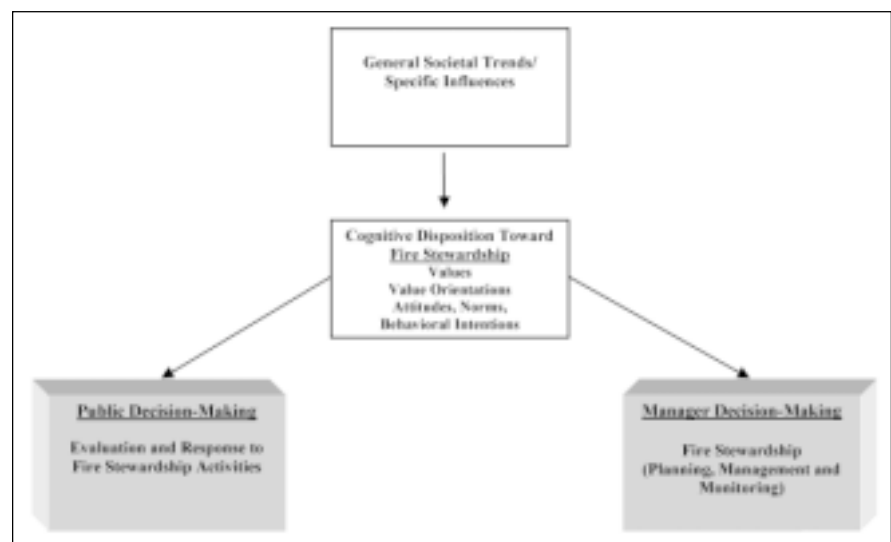 General Societal Trends/
Specific Influences
Cognitive Disposition Toward
Fire Stewardship
Values
Value Orientations
Attitudes, Norms,
Behavioral Intentions
Public Decision-Making
Evaluation and Response to
Fire Stewardship Activities
Manager Decision-Making
Fire Stewardship
(Planning, Management and
Monitoring)